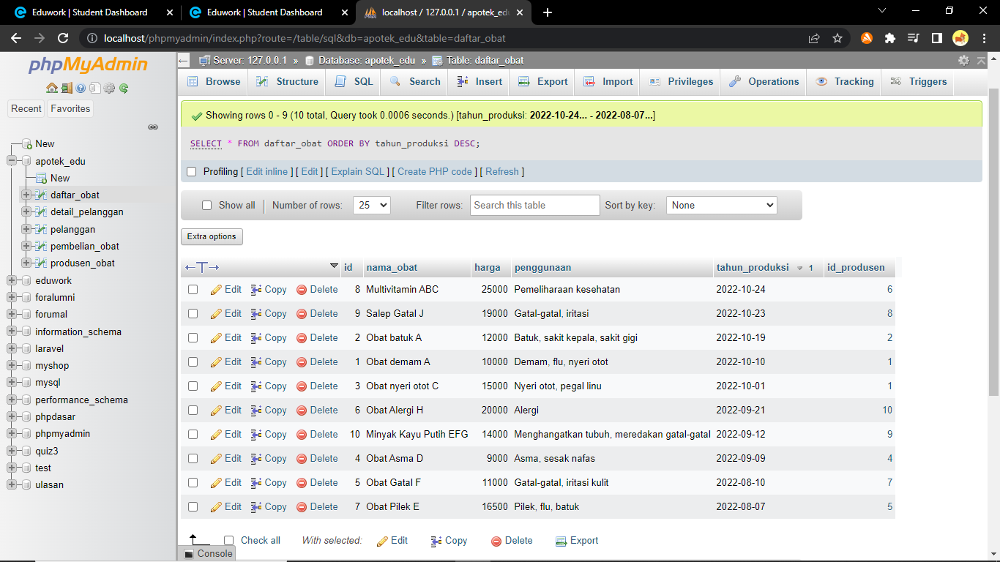 Eduwork | Student Dashboard
Eduwork | Student Dashboard
localhost / 127.0.0.1 / apotek_edu
localhost/phpmyadmin/index.php?route=/table/sql&db=apotek_edu&table=daftar_obat
phpMyAdmin
Recent Favorites
New
apotek_edu
New
daftar_obat
detail_pelanggan
pelanggan
pembelian_obat
produsen_obat
eduwork
foralumni
forumal
information_schema
laravel
myshop
mysql
performance_schema
phpdasar
phpmyadmin
quiz3
test
ulasan
Server: 127.0.0.1 » Database: apotek_edu » Table: daftar_obat
Browse Structure SQL Search Insert Export Import Privileges Operations Tracking Triggers
Showing rows 0 - 9 (10 total, Query took 0.0006 seconds.) [tahun_produksi: 2022-10-24... - 2022-08-07...]
SELECT * FROM daftar_obat ORDER BY tahun_produksi DESC;
Profiling [ Edit inline ] [ Edit ] [ Explain SQL ] [ Create PHP code ] [ Refresh ]
Show all Number of rows: 25 Filter rows: Search this table Sort by key: None
Extra options
id nama_obat harga penggunaan tahun_produksi 1 id_produsen
Edit Copy Delete 8 Multivitamin ABC 25000 Pemeliharaan kesehatan 2022-10-24 6
Edit Copy Delete 9 Salep Gatal J 19000 Gatal-gatal, iritasi 2022-10-23 8
Edit Copy Delete 2 Obat batuk A 12000 Batuk, sakit kepala, sakit gigi 2022-10-19 2
Edit Copy Delete 1 Obat demam A 10000 Demam, flu, nyeri otot 2022-10-10 1
Edit Copy Delete 3 Obat nyeri otot C 15000 Nyeri otot, pegal linu 2022-10-01 1
Edit Copy Delete 6 Obat Alergi H 20000 Alergi 2022-09-21 10
Edit Copy Delete 10 Minyak Kayu Putih EFG 14000 Menghangatkan tubuh, meredakan gatal-gatal 2022-09-12 9
Edit Copy Delete 4 Obat Asma D 9000 Asma, sesak nafas 2022-09-09 4
Edit Copy Delete 5 Obat Gatal F 11000 Gatal-gatal, iritasi kulit 2022-08-10 7
Edit Copy Delete 7 Obat Pilek E 16500 Pilek, flu, batuk 2022-08-07 5
Check all With selected: Edit Copy Delete Export
Console